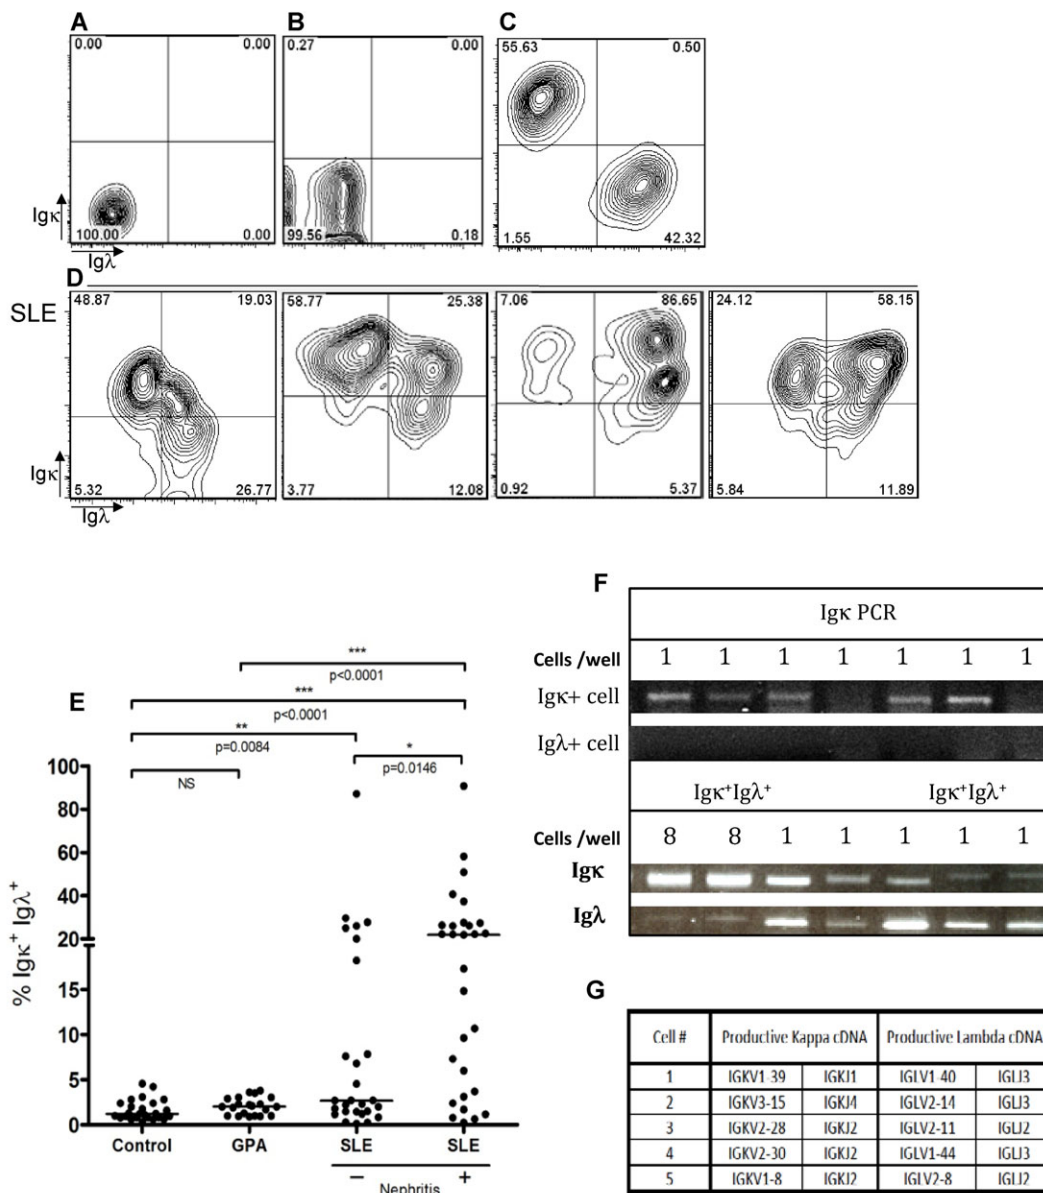 A
B
C
0.00 0.00
0.27 0.00
55.63 0.50
Igκ
100.00 0.00
99.56 0.18
1.55 42.32
Igλ
D
SLE
48.87 19.03
58.77 25.38
7.06 86.65
24.12 58.15
Igκ
5.32 26.77
3.77 12.08
0.92 5.37
5.84 11.89
Igλ
E
***
p<0.0001
***
p<0.0001
**
p=0.0084
*
p=0.0146
NS
% Igκ+ Igλ+
100
80
60
40
20
15
10
5
0
Control GPA SLE SLE
− +
Nephritis
F
Igκ PCR
Cells /well 1 1 1 1 1 1 1
Igκ+ cell
Igλ+ cell
Igκ+Igλ+ Igκ+Igλ+
Cells /well 8 8 1 1 1 1 1
Igκ
Igλ
G
Cell # Productive Kappa cDNA Productive Lambda cDNA
1 IGKV1-39 IGKJ1 IGLV1-40 IGLJ3
2 IGKV3-15 IGKJ4 IGLV2-14 IGLJ3
3 IGKV2-28 IGKJ2 IGLV2-11 IGLJ2
4 IGKV2-30 IGKJ2 IGLV1-44 IGLJ3
5 IGKV1-8 IGKJ2 IGLV2-8 IGLJ2